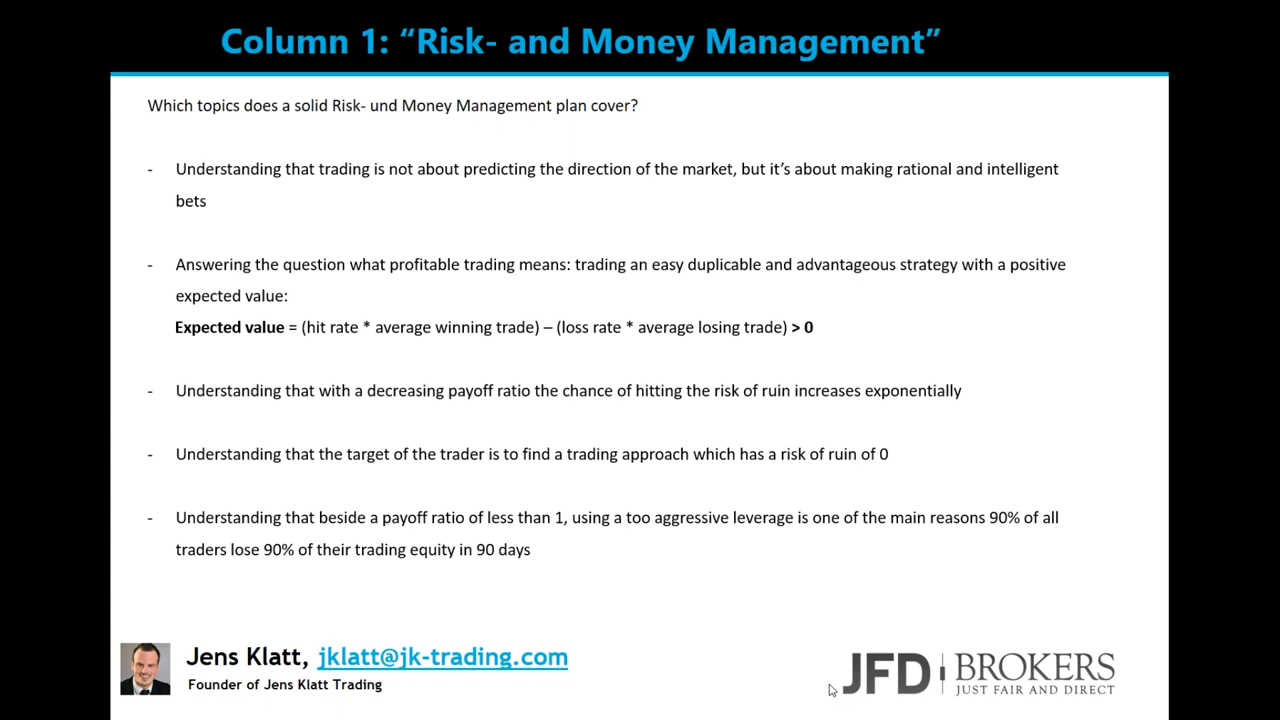 Column 1: “Risk- and Money Management”
Which topics does a solid Risk- und Money Management plan cover?
- Understanding that trading is not about predicting the direction of the market, but it’s about making rational and intelligent
bets
- Answering the question what profitable trading means: trading an easy duplicable and advantageous strategy with a positive
expected value:
Expected value = (hit rate * average winning trade) – (loss rate * average losing trade) > 0
- Understanding that with a decreasing payoff ratio the chance of hitting the risk of ruin increases exponentially
- Understanding that the target of the trader is to find a trading approach which has a risk of ruin of 0
- Understanding that beside a payoff ratio of less than 1, using a too aggressive leverage is one of the main reasons 90% of all
traders lose 90% of their trading equity in 90 days
Jens Klatt, jklatt@jk-trading.com
Founder of Jens Klatt Trading
JFD BROKERS
JUST FAIR AND DIRECT